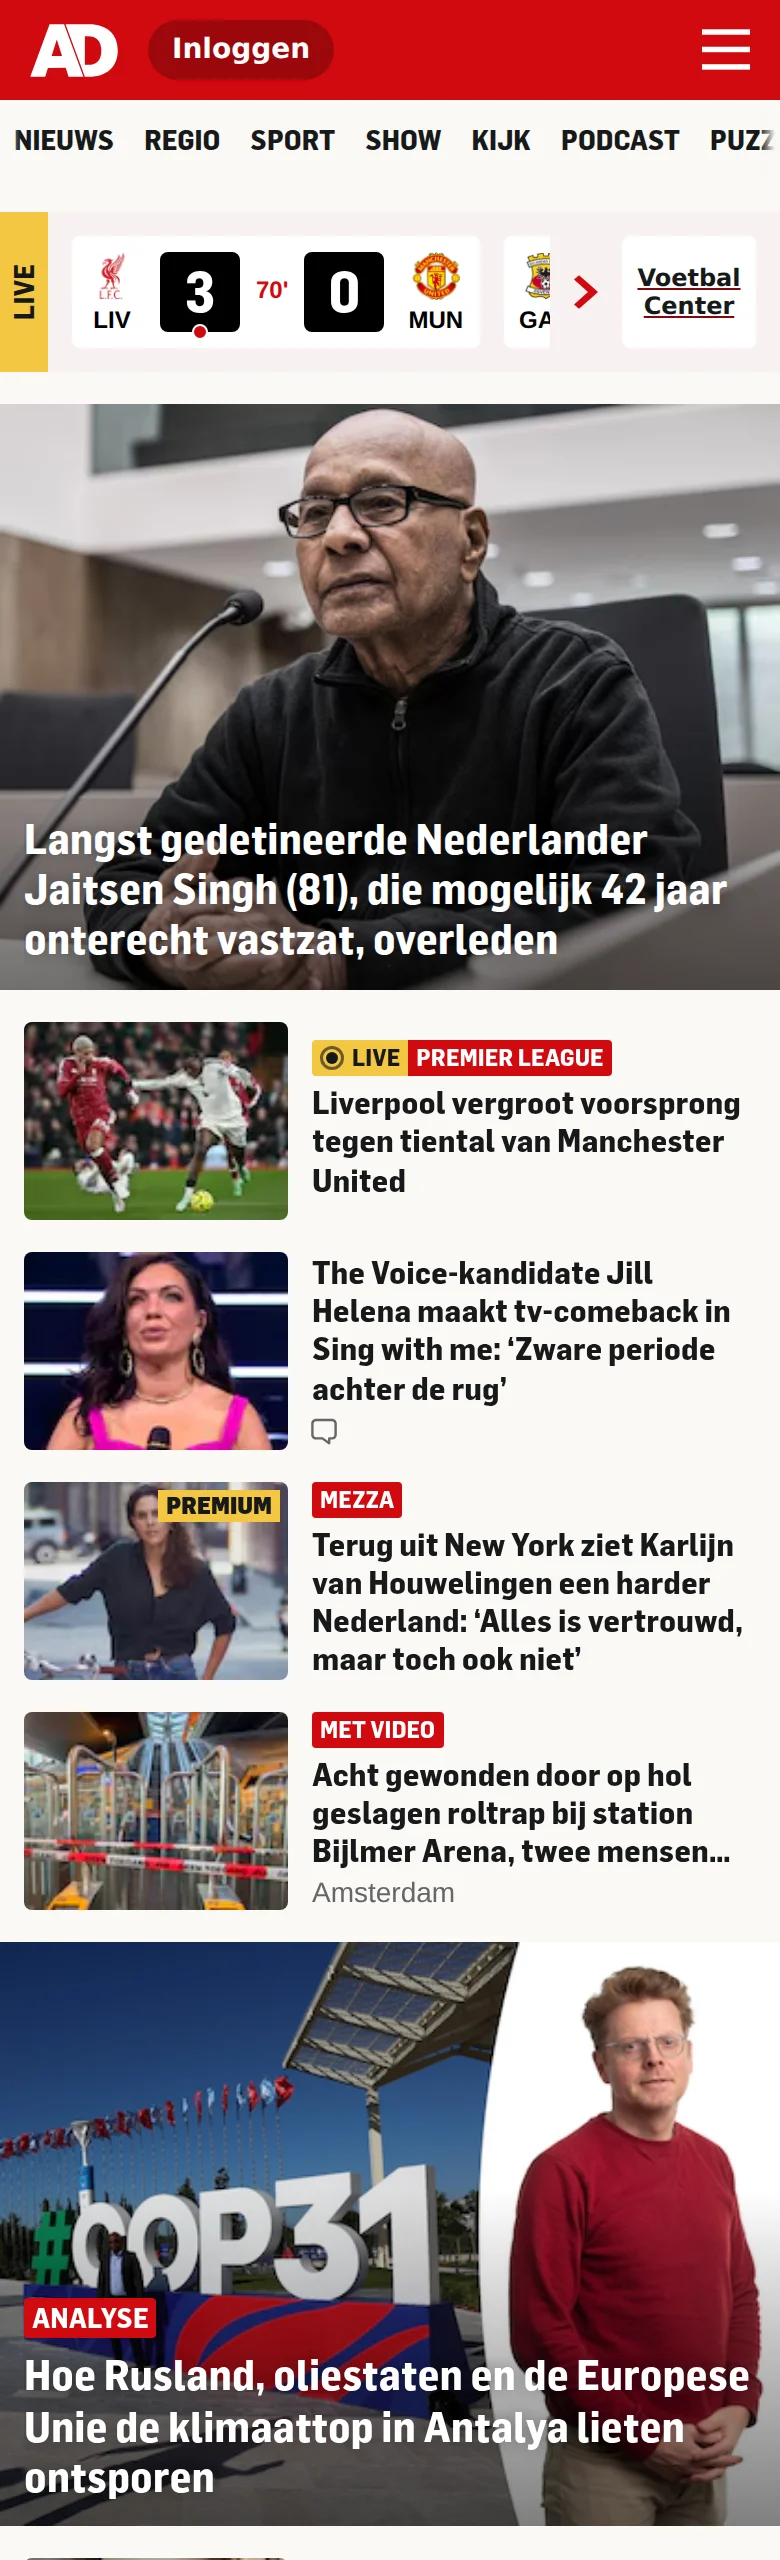 AD
Inloggen
NIEUWS REGIO SPORT SHOW KIJK PODCAST PUZZ
LIVE
L.F.C.
LIV
3
70'
0
MANCHESTER UNITED
MUN
GA
Voetbal
Center
Langst gedetineerde Nederlander
Jaitsen Singh (81), die mogelijk 42 jaar
onterecht vastzat, overleden
LIVE PREMIER LEAGUE
Liverpool vergroot voorsprong
tegen tiental van Manchester
United
The Voice-kandidate Jill
Helena maakt tv-comeback in
Sing with me: ‘Zware periode
achter de rug’
PREMIUM
MEZZA
Terug uit New York ziet Karlijn
van Houwelingen een harder
Nederland: ‘Alles is vertrouwd,
maar toch ook niet’
MET VIDEO
Acht gewonden door op hol
geslagen roltrap bij station
Bijlmer Arena, twee mensen...
Amsterdam
#COP31
ANALYSE
Hoe Rusland, oliestaten en de Europese
Unie de klimaattop in Antalya lieten
ontsporen